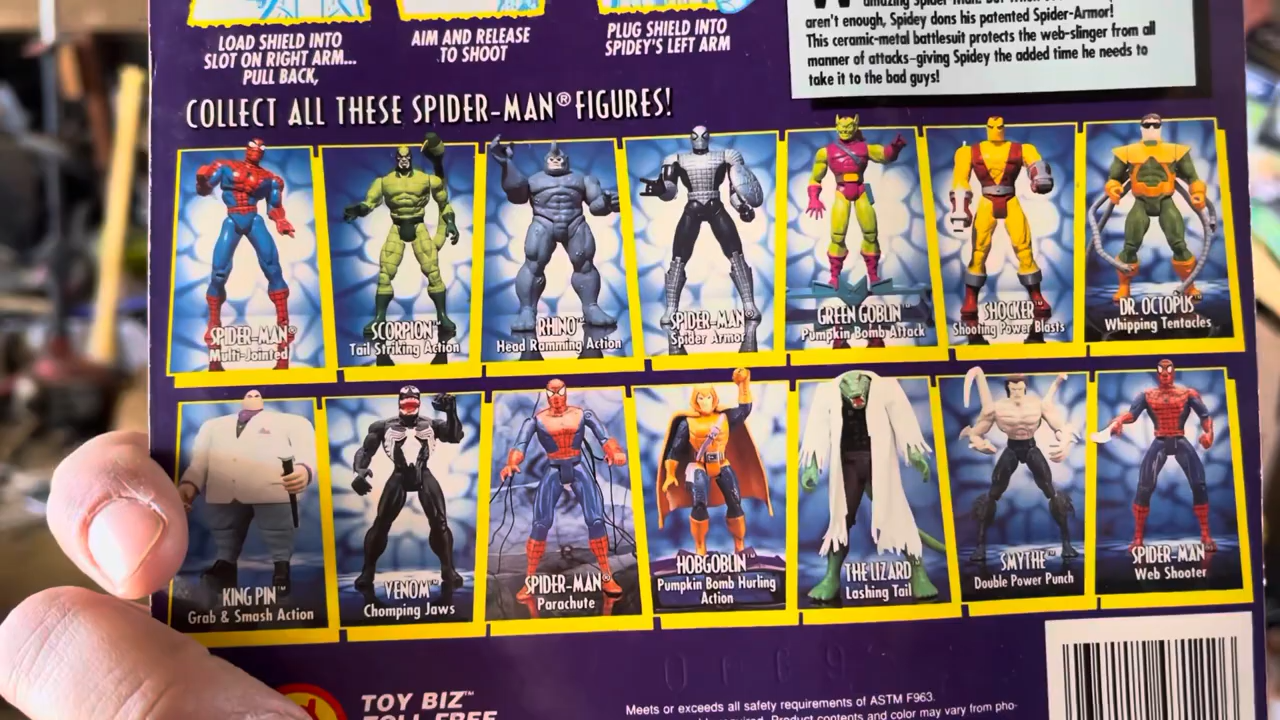 LOAD SHIELD INTO
SLOT ON RIGHT ARM...
PULL BACK,
AIM AND RELEASE
TO SHOOT
PLUG SHIELD INTO
SPIDEY'S LEFT ARM
aren't enough, Spidey dons his patented Spider-Armor!
This ceramic-metal battlesuit protects the web-slinger from all
manner of attacks-giving Spidey the added time he needs to
take it to the bad guys!
COLLECT ALL THESE SPIDER-MAN® FIGURES!
SPIDER-MAN®
Multi-Jointed
SCORPION™
Tail Striking Action
RHINO™
Head Ramming Action
SPIDER-MAN
Spider Armor
GREEN GOBLIN™
Pumpkin Bomb Attack
SHOCKER™
Shooting Power Blasts
DR. OCTOPUS™
Whipping Tentacles
KING PIN™
Grab & Smash Action
VENOM™
Chomping Jaws
SPIDER-MAN®
Parachute
HOBGOBLIN™
Pumpkin Bomb Hurling
Action
THE LIZARD™
Lashing Tail
SMYTHE™
Double Power Punch
SPIDER-MAN®
Web Shooter
TOY BIZ™
TOLL FREE
Meets or exceeds all safety requirements of ASTM F963.
Product contents and color may vary from pho-